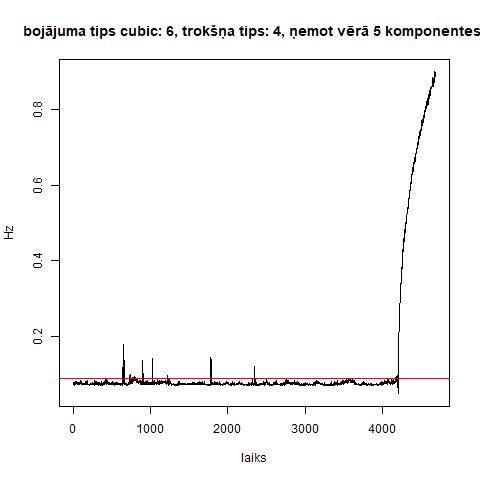 bojājuma tips cubic: 6, trokšņa tips: 4, ņemot vērā 5 komponentes
0.8
0.6
0.4
0.2
Hz
0 1000 2000 3000 4000
laiks